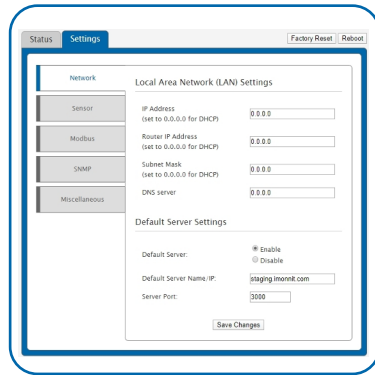 Status Settings Factory Reset Reboot
Network
Sensor
Modbus
SNMP
Miscellaneous
Local Area Network (LAN) Settings
IP Address
(set to 0.0.0.0 for DHCP)
0.0.0.0
Router IP Address
(set to 0.0.0.0 for DHCP)
0.0.0.0
Subnet Mask
(set to 0.0.0.0 for DHCP)
0.0.0.0
DNS server
0.0.0.0
Default Server Settings
Default Server:
Enable
Disable
Default Server Name/IP:
staging.imonnit.com
Server Port:
3000
Save Changes